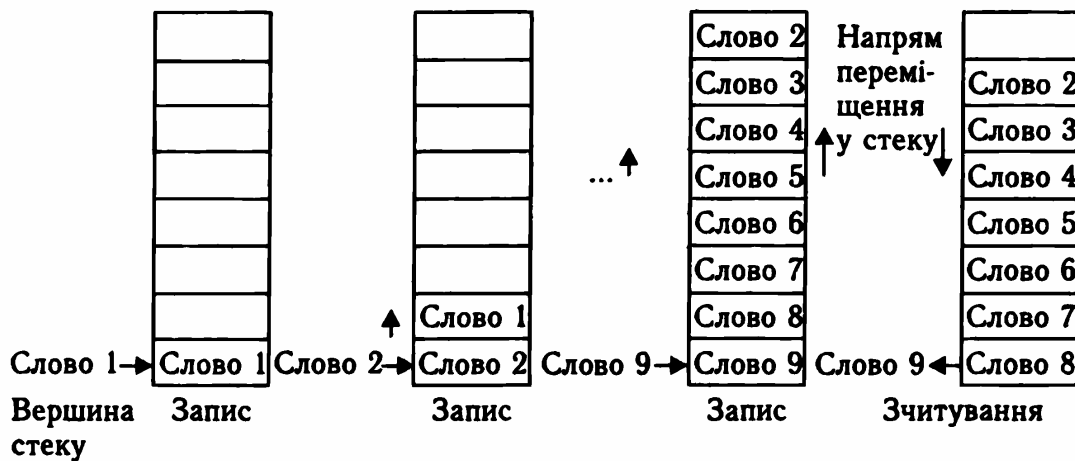 Слово 2
Слово 3
Слово 4
Слово 5
Слово 6
Слово 7
Слово 8
Слово 9
Напрям
перемі-
щення
у стеку
Слово 2
Слово 3
Слово 4
Слово 5
Слово 6
Слово 7
Слово 8
...
Слово 1
Слово 1 Слово 1 Слово 2 Слово 2 Слово 9 Слово 9
Вершина
стеку
Запис Запис Запис Зчитування